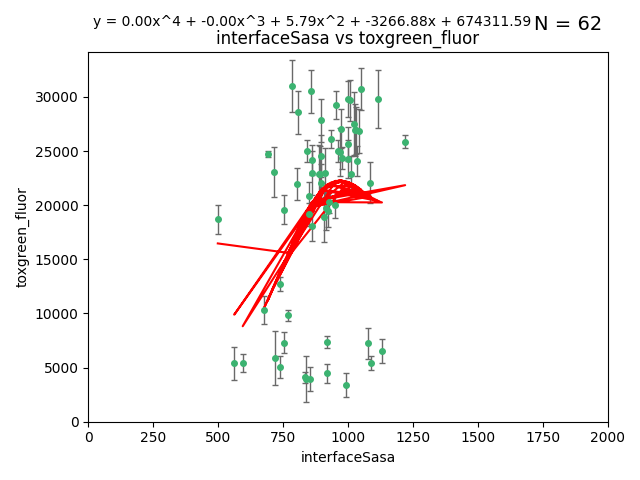 y = 0.00x^4 + -0.00x^3 + 5.79x^2 + -3266.88x + 674311.59 N = 62
interfaceSasa vs toxgreen_fluor
30000
25000
20000
15000
10000
5000
0
toxgreen_fluor
0 250 500 750 1000 1250 1500 1750 2000
interfaceSasa